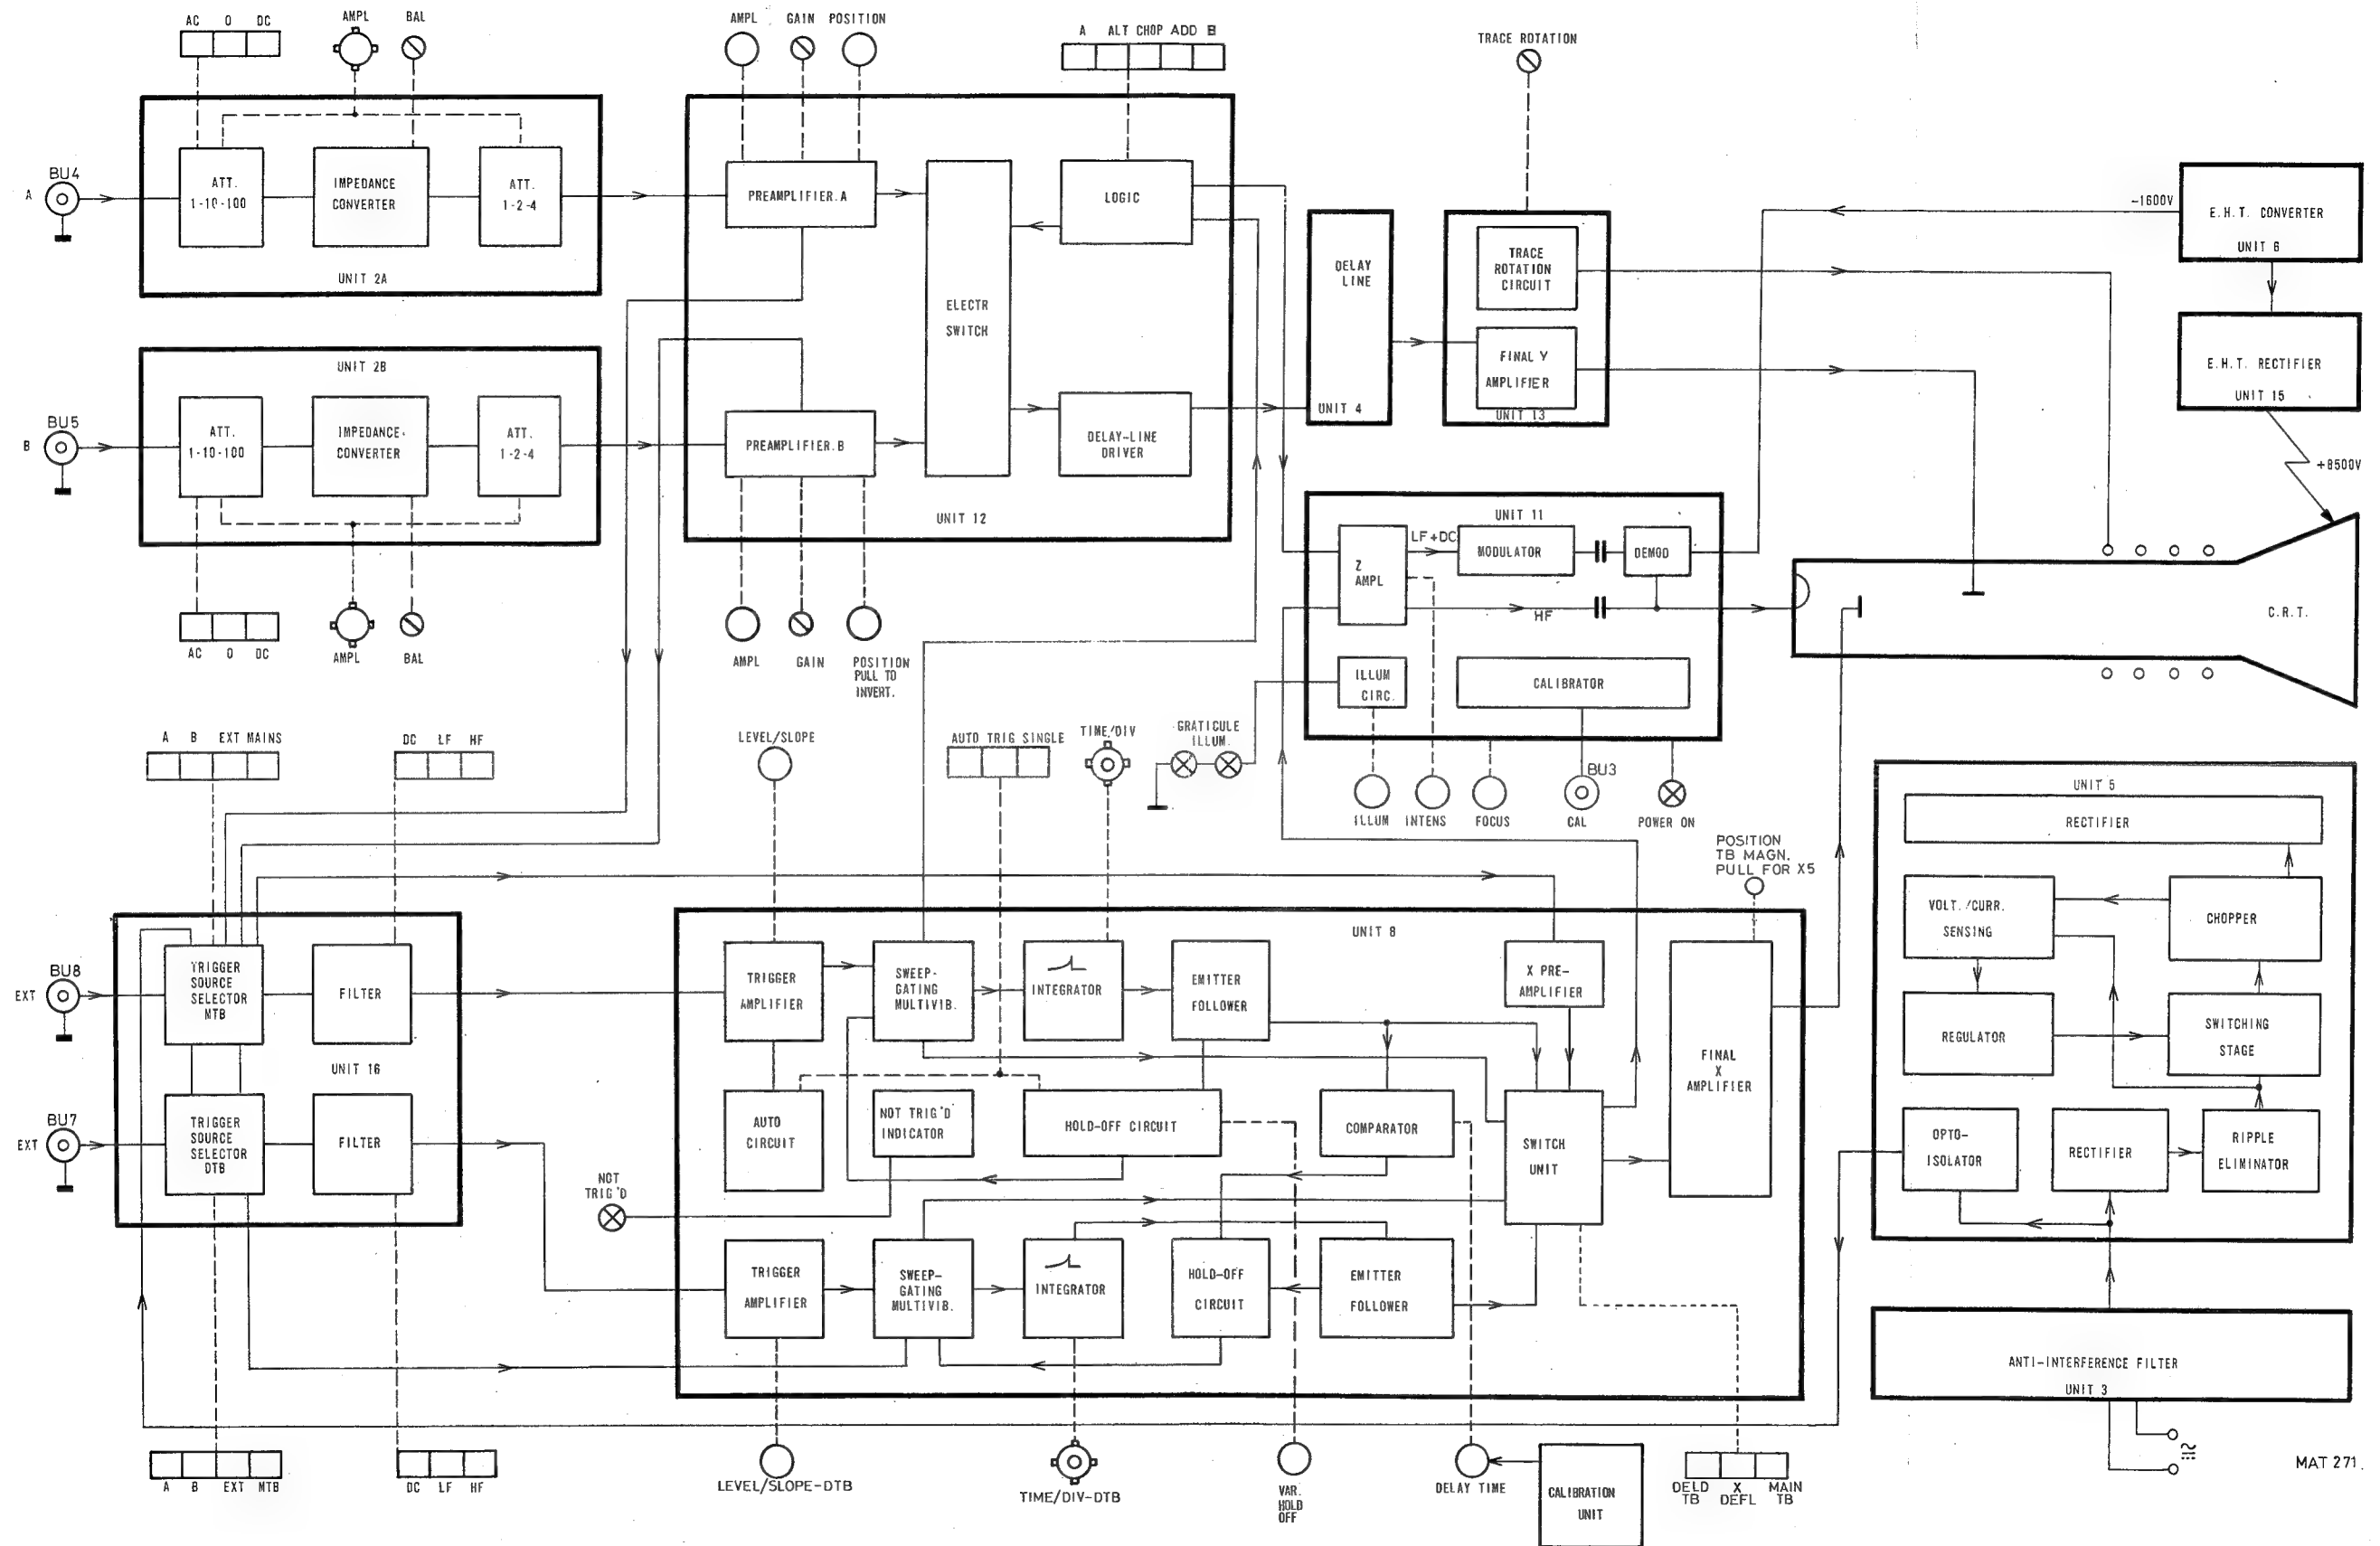 AC O DC
AMPL
BAL
AMPL
GAIN
POSITION
A ALT CHOP ADD B
TRACE ROTATION
BU4
A
ATT.
1-10-100
IMPEDANCE
CONVERTER
ATT.
1-2-4
UNIT 2A
PREAMPLIFIER.A
LOGIC
ELECTR
SWITCH
DELAY
LINE
UNIT 4
TRACE
ROTATION
CIRCUIT
FINAL Y
AMPLIFIER
UNIT 13
-1600V
E.H.T. CONVERTER
UNIT 6
E.H.T. RECTIFIER
UNIT 15
+8500V
UNIT 2B
BU5
B
ATT.
1-10-100
IMPEDANCE
CONVERTER
ATT.
1-2-4
PREAMPLIFIER.B
DELAY-LINE
DRIVER
UNIT 12
AC O DC
AMPL
BAL
AMPL
GAIN
POSITION
PULL TO
INVERT.
UNIT 11
Z
AMPL
LF+DC
MODULATOR
DEMOD
HF
ILLUM
CIRC.
CALIBRATOR
C.R.T.
A B EXT MAINS
DC LF HF
LEVEL/SLOPE
AUTO TRIG SINGLE
TIME/DIV
GRATICULE
ILLUM.
BU3
ILLUM
INTENS
FOCUS
CAL
POWER ON
POSITION
TB MAGN.
PULL FOR X5
UNIT 5
RECTIFIER
VOLT./CURR.
SENSING
CHOPPER
REGULATOR
SWITCHING
STAGE
OPTO-
ISOLATOR
RECTIFIER
RIPPLE
ELIMINATOR
BU8
EXT
TRIGGER
SOURCE
SELECTOR
MTB
FILTER
UNIT 16
BU7
EXT
TRIGGER
SOURCE
SELECTOR
DTB
FILTER
UNIT 8
TRIGGER
AMPLIFIER
SWEEP-
GATING
MULTIVIB.
INTEGRATOR
EMITTER
FOLLOWER
X PRE-
AMPLIFIER
FINAL
X
AMPLIFIER
AUTO
CIRCUIT
NOT TRIG'D
INDICATOR
HOLD-OFF CIRCUIT
COMPARATOR
SWITCH
UNIT
NOT
TRIG'D
TRIGGER
AMPLIFIER
SWEEP-
GATING
MULTIVIB.
INTEGRATOR
HOLD-OFF
CIRCUIT
EMITTER
FOLLOWER
ANTI-INTERFERENCE FILTER
UNIT 3
A B EXT MTB
DC LF HF
LEVEL/SLOPE-DTB
TIME/DIV-DTB
VAR.
HOLD
OFF
DELAY TIME
CALIBRATION
UNIT
DELD
TB
X
DEFL
MAIN
TB
MAT 271